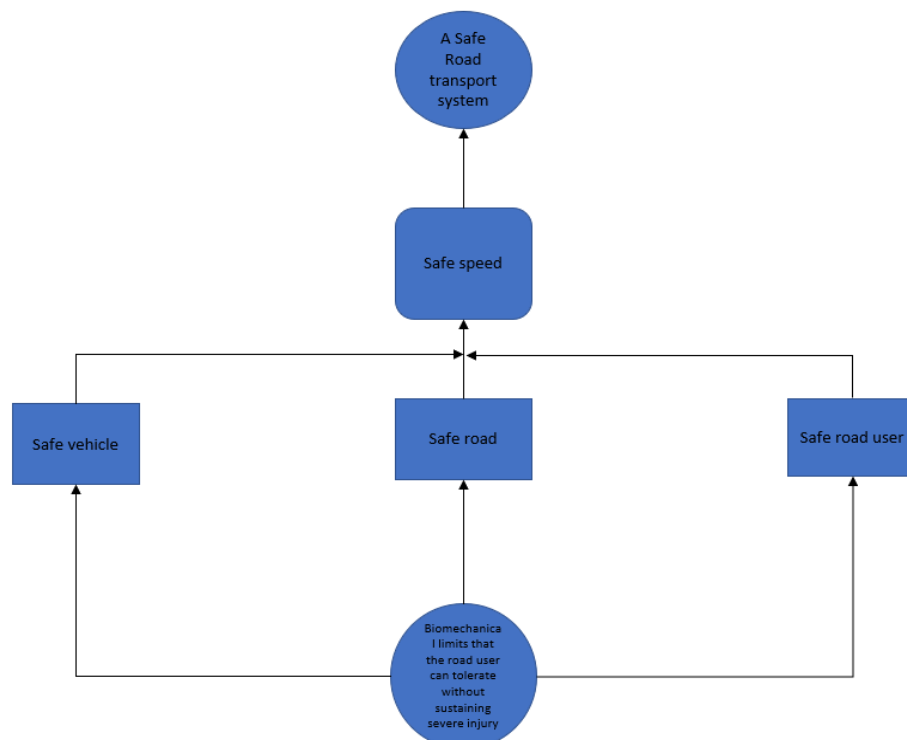 A Safe
Road
transport
system
Safe speed
Safe vehicle
Safe road
Safe road user
Biomechanica
l limits that
the road user
can tolerate
without
sustaining
severe injury